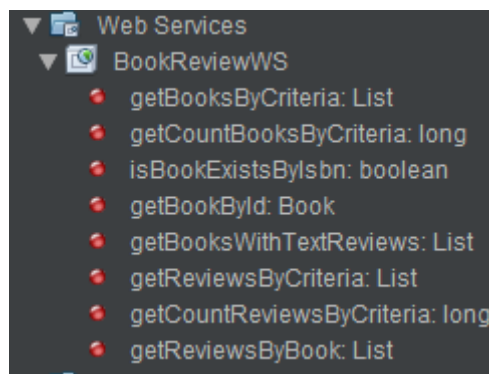 Web Services
BookReviewWS
getBooksByCriteria: List
getCountBooksByCriteria: long
isBookExistsByIsbn: boolean
getBookById: Book
getBooksWithTextReviews: List
getReviewsByCriteria: List
getCountReviewsByCriteria: long
getReviewsByBook: List